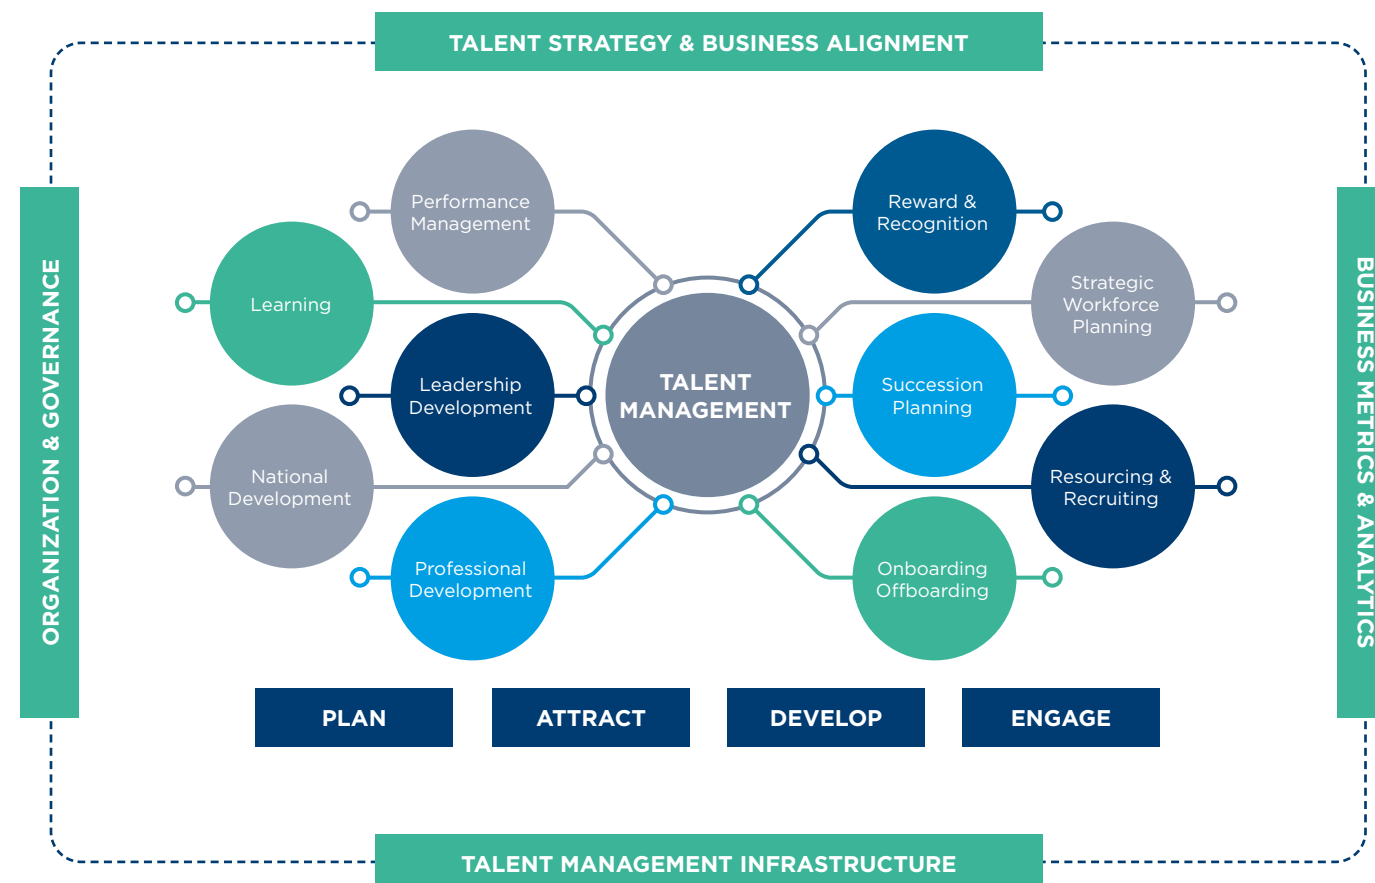 TALENT STRATEGY & BUSINESS ALIGNMENT
ORGANIZATION & GOVERNANCE
Performance
Management
Learning
Leadership
Development
National
Development
Professional
Development
TALENT
MANAGEMENT
Reward &
Recognition
Strategic
Workforce
Planning
Succession
Planning
Resourcing &
Recruiting
Onboarding
Offboarding
BUSINESS METRICS & ANALYTICS
PLAN
ATTRACT
DEVELOP
ENGAGE
TALENT MANAGEMENT INFRASTRUCTURE